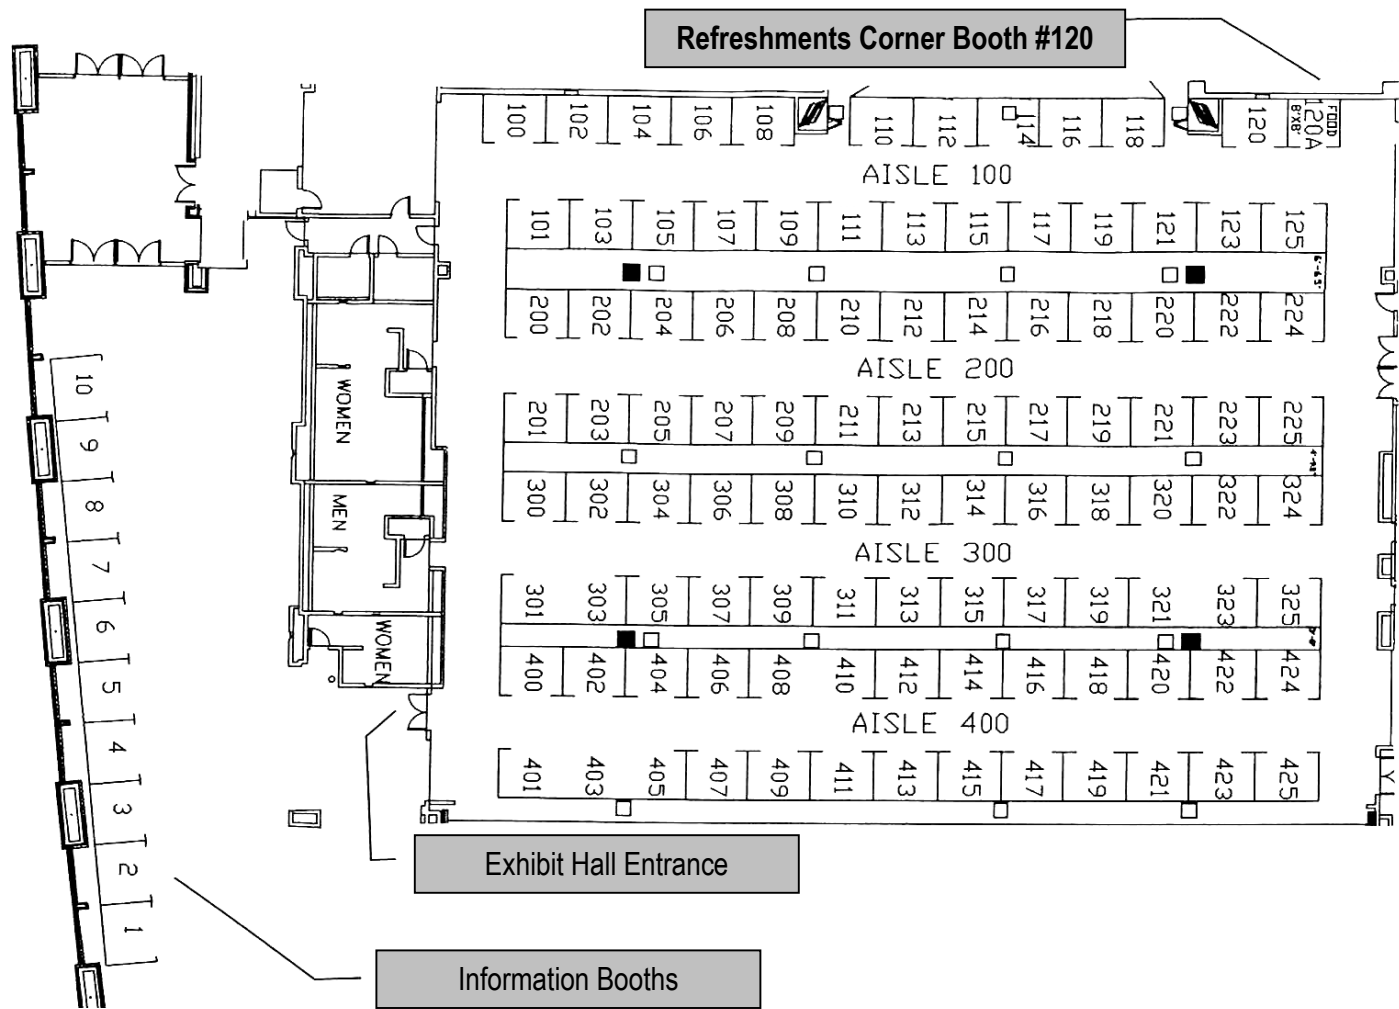 Refreshments Corner Booth #120
100 102 104 106 108 110 112 114 116 118 120 120A FOOD 8'X8'
AISLE 100
101 103 105 107 109 111 113 115 117 119 121 123 125
6'-6.5"
200 202 204 206 208 210 212 214 216 218 220 222 224
AISLE 200
201 203 205 207 209 211 213 215 217 219 221 223 225
300 302 304 306 308 310 312 314 316 318 320 322 324
AISLE 300
301 303 305 307 309 311 313 315 317 319 321 323 325
400 402 404 406 408 410 412 414 416 418 420 422 424
AISLE 400
401 403 405 407 409 411 413 415 417 419 421 423 425
WOMEN
MEN
WOMEN
10
9
8
7
6
5
4
3
2
1
Exhibit Hall Entrance
Information Booths